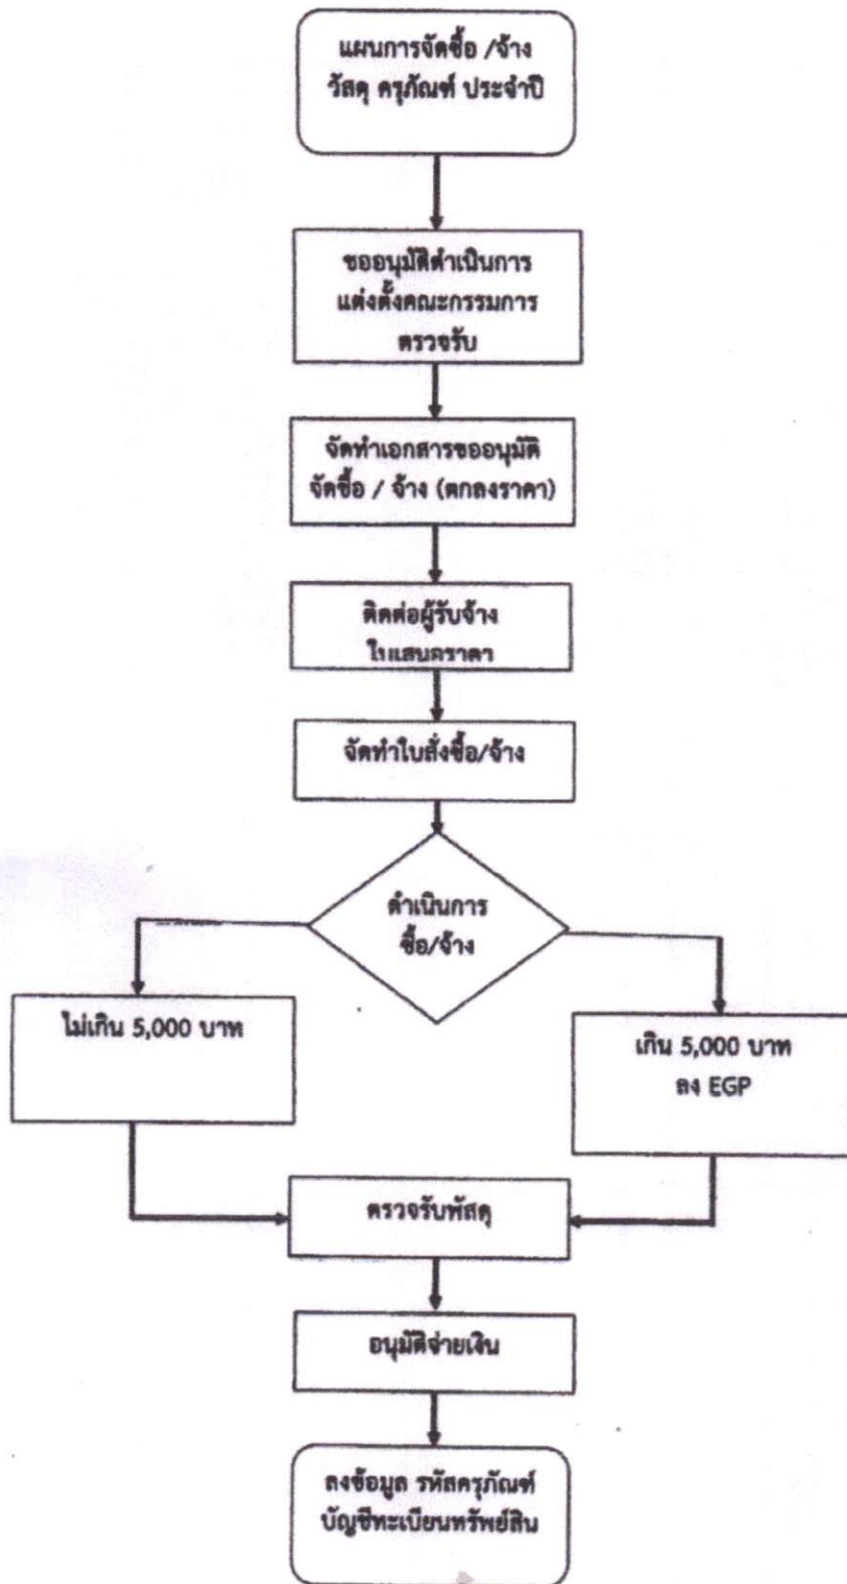 แผนการจัดซื้อ /จ้าง
วัสดุ ครุภัณฑ์ ประจำปี
ขออนุมัติดำเนินการ
แต่งตั้งคณะกรรมการ
ตรวจรับ
จัดทำเอกสารขออนุมัติ
จัดซื้อ / จ้าง (ตกลงราคา)
ติดต่อผู้รับจ้าง
ใบเสนอราคา
จัดทำใบสั่งซื้อ/จ้าง
ดำเนินการ
ซื้อ/จ้าง
ไม่เกิน 5,000 บาท
เกิน 5,000 บาท
ลง EGP
ตรวจรับพัสดุ
อนุมัติจ่ายเงิน
ลงข้อมูล รหัสครุภัณฑ์
บัญชีทะเบียนทรัพย์สิน